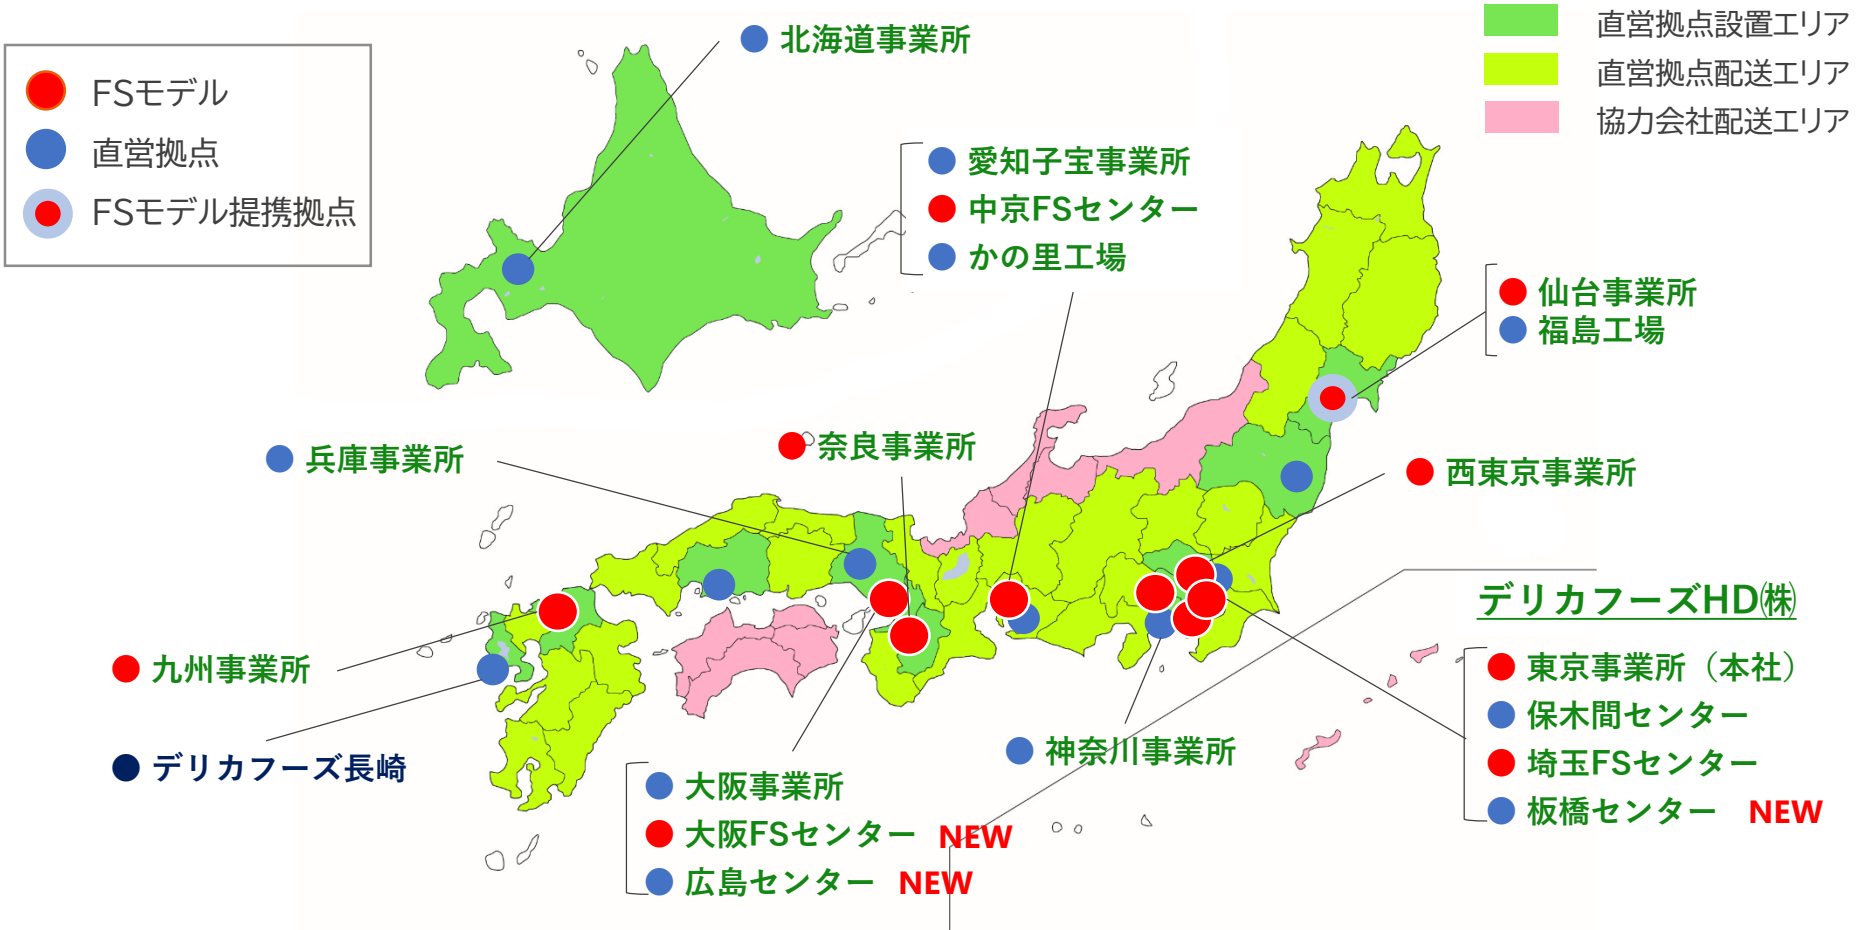 FSモデル
直営拠点
FSモデル提携拠点
直営拠点設置エリア
直営拠点配送エリア
協力会社配送エリア
北海道事業所
愛知子宝事業所
中京FSセンター
かの里工場
仙台事業所
福島工場
兵庫事業所
奈良事業所
西東京事業所
デリカフーズHD㈱
東京事業所（本社）
保木間センター
埼玉FSセンター
板橋センター NEW
九州事業所
デリカフーズ長崎
神奈川事業所
大阪事業所
大阪FSセンター NEW
広島センター NEW